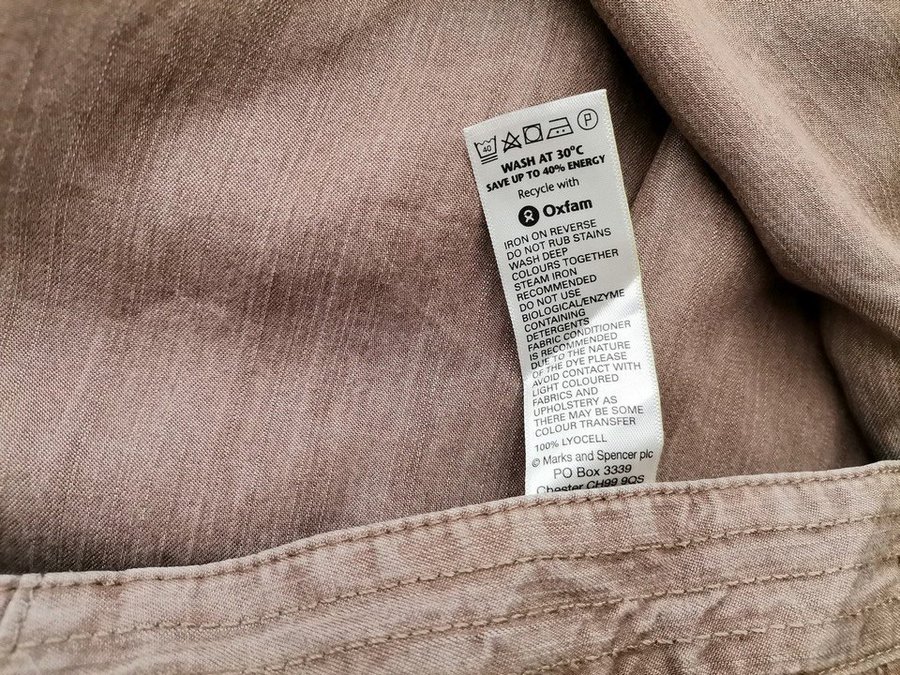 40 P
WASH AT 30°C
SAVE UP TO 40% ENERGY
Recycle with
Oxfam
IRON ON REVERSE
DO NOT RUB STAINS
WASH DEEP
COLOURS TOGETHER
STEAM IRON
RECOMMENDED
DO NOT USE
BIOLOGICAL/ENZYME
CONTAINING
DETERGENTS
FABRIC CONDITIONER
IS RECOMMENDED
DUE TO THE NATURE
OF THE DYE PLEASE
AVOID CONTACT WITH
LIGHT COLOURED
FABRICS AND
UPHOLSTERY AS
THERE MAY BE SOME
COLOUR TRANSFER
100% LYOCELL
© Marks and Spencer plc
PO Box 3339
Chester CH99 9QS